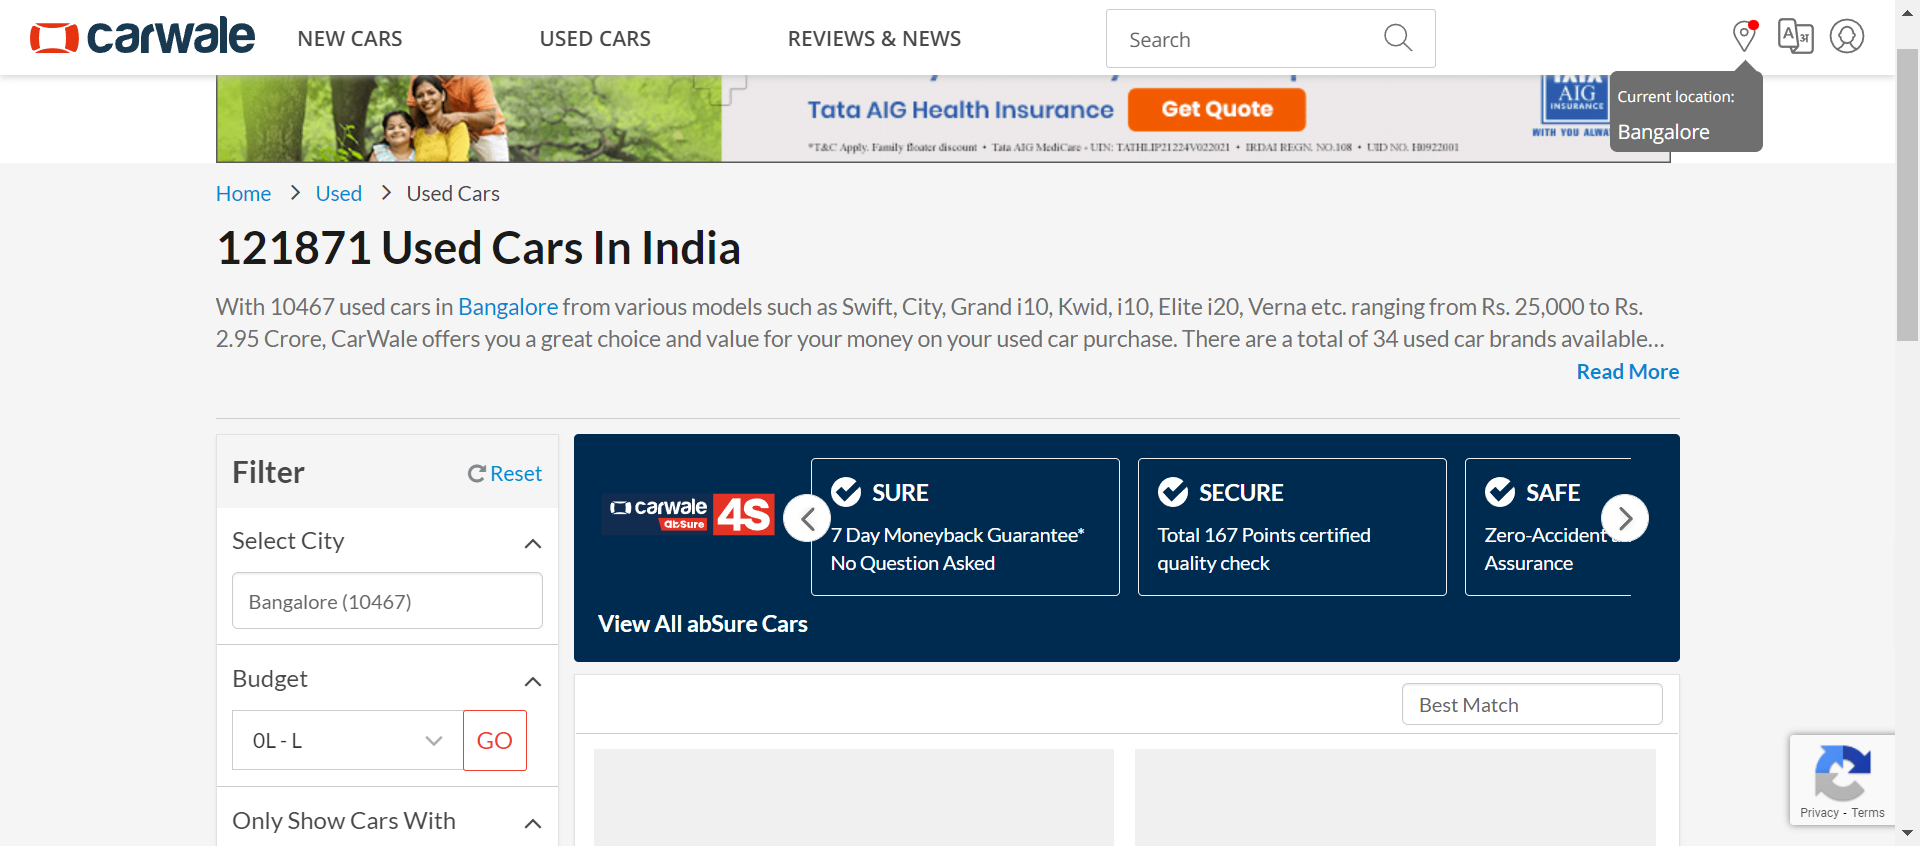 carwale
NEW CARS
USED CARS
REVIEWS & NEWS
Search
Current location:
Bangalore
Tata AIG Health Insurance
Get Quote
TATA
AIG
INSURANCE
WITH YOU ALWA
*T&C Apply. Family floater discount • Tata AIG MediCare - UIN: TATHLIP21224V022021 • IRDAI REGN. NO.108 • UID NO. H0922001
Home > Used > Used Cars
121871 Used Cars In India
With 10467 used cars in Bangalore from various models such as Swift, City, Grand i10, Kwid, i10, Elite i20, Verna etc. ranging from Rs. 25,000 to Rs.
2.95 Crore, CarWale offers you a great choice and value for your money on your used car purchase. There are a total of 34 used car brands available...
Read More
Filter
Reset
Select City
Bangalore (10467)
Budget
0L - L
GO
Only Show Cars With
carwale
abSure
4S
SURE
7 Day Moneyback Guarantee*
No Question Asked
SECURE
Total 167 Points certified
quality check
SAFE
Zero-Accident
Assurance
View All abSure Cars
Best Match
Privacy - Terms